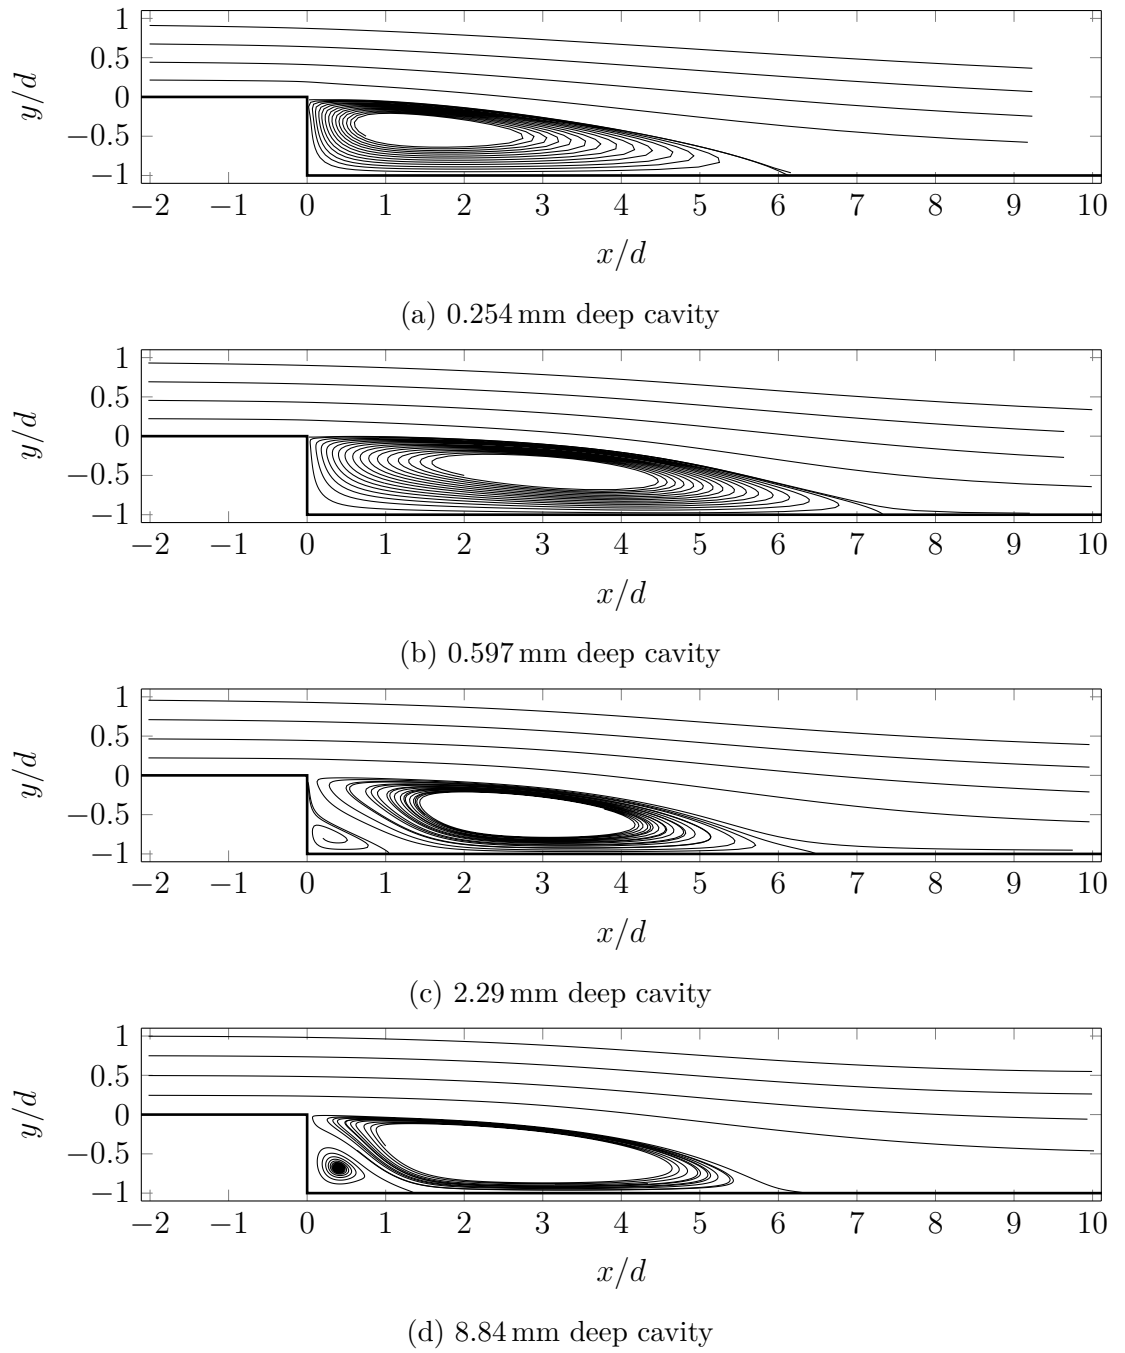 1
0.5
0
−0.5
−1
y/d
−2 −1 0 1 2 3 4 5 6 7 8 9 10
x/d
(a) 0.254 mm deep cavity
1
0.5
0
−0.5
−1
y/d
−2 −1 0 1 2 3 4 5 6 7 8 9 10
x/d
(b) 0.597 mm deep cavity
1
0.5
0
−0.5
−1
y/d
−2 −1 0 1 2 3 4 5 6 7 8 9 10
x/d
(c) 2.29 mm deep cavity
1
0.5
0
−0.5
−1
y/d
−2 −1 0 1 2 3 4 5 6 7 8 9 10
x/d
(d) 8.84 mm deep cavity